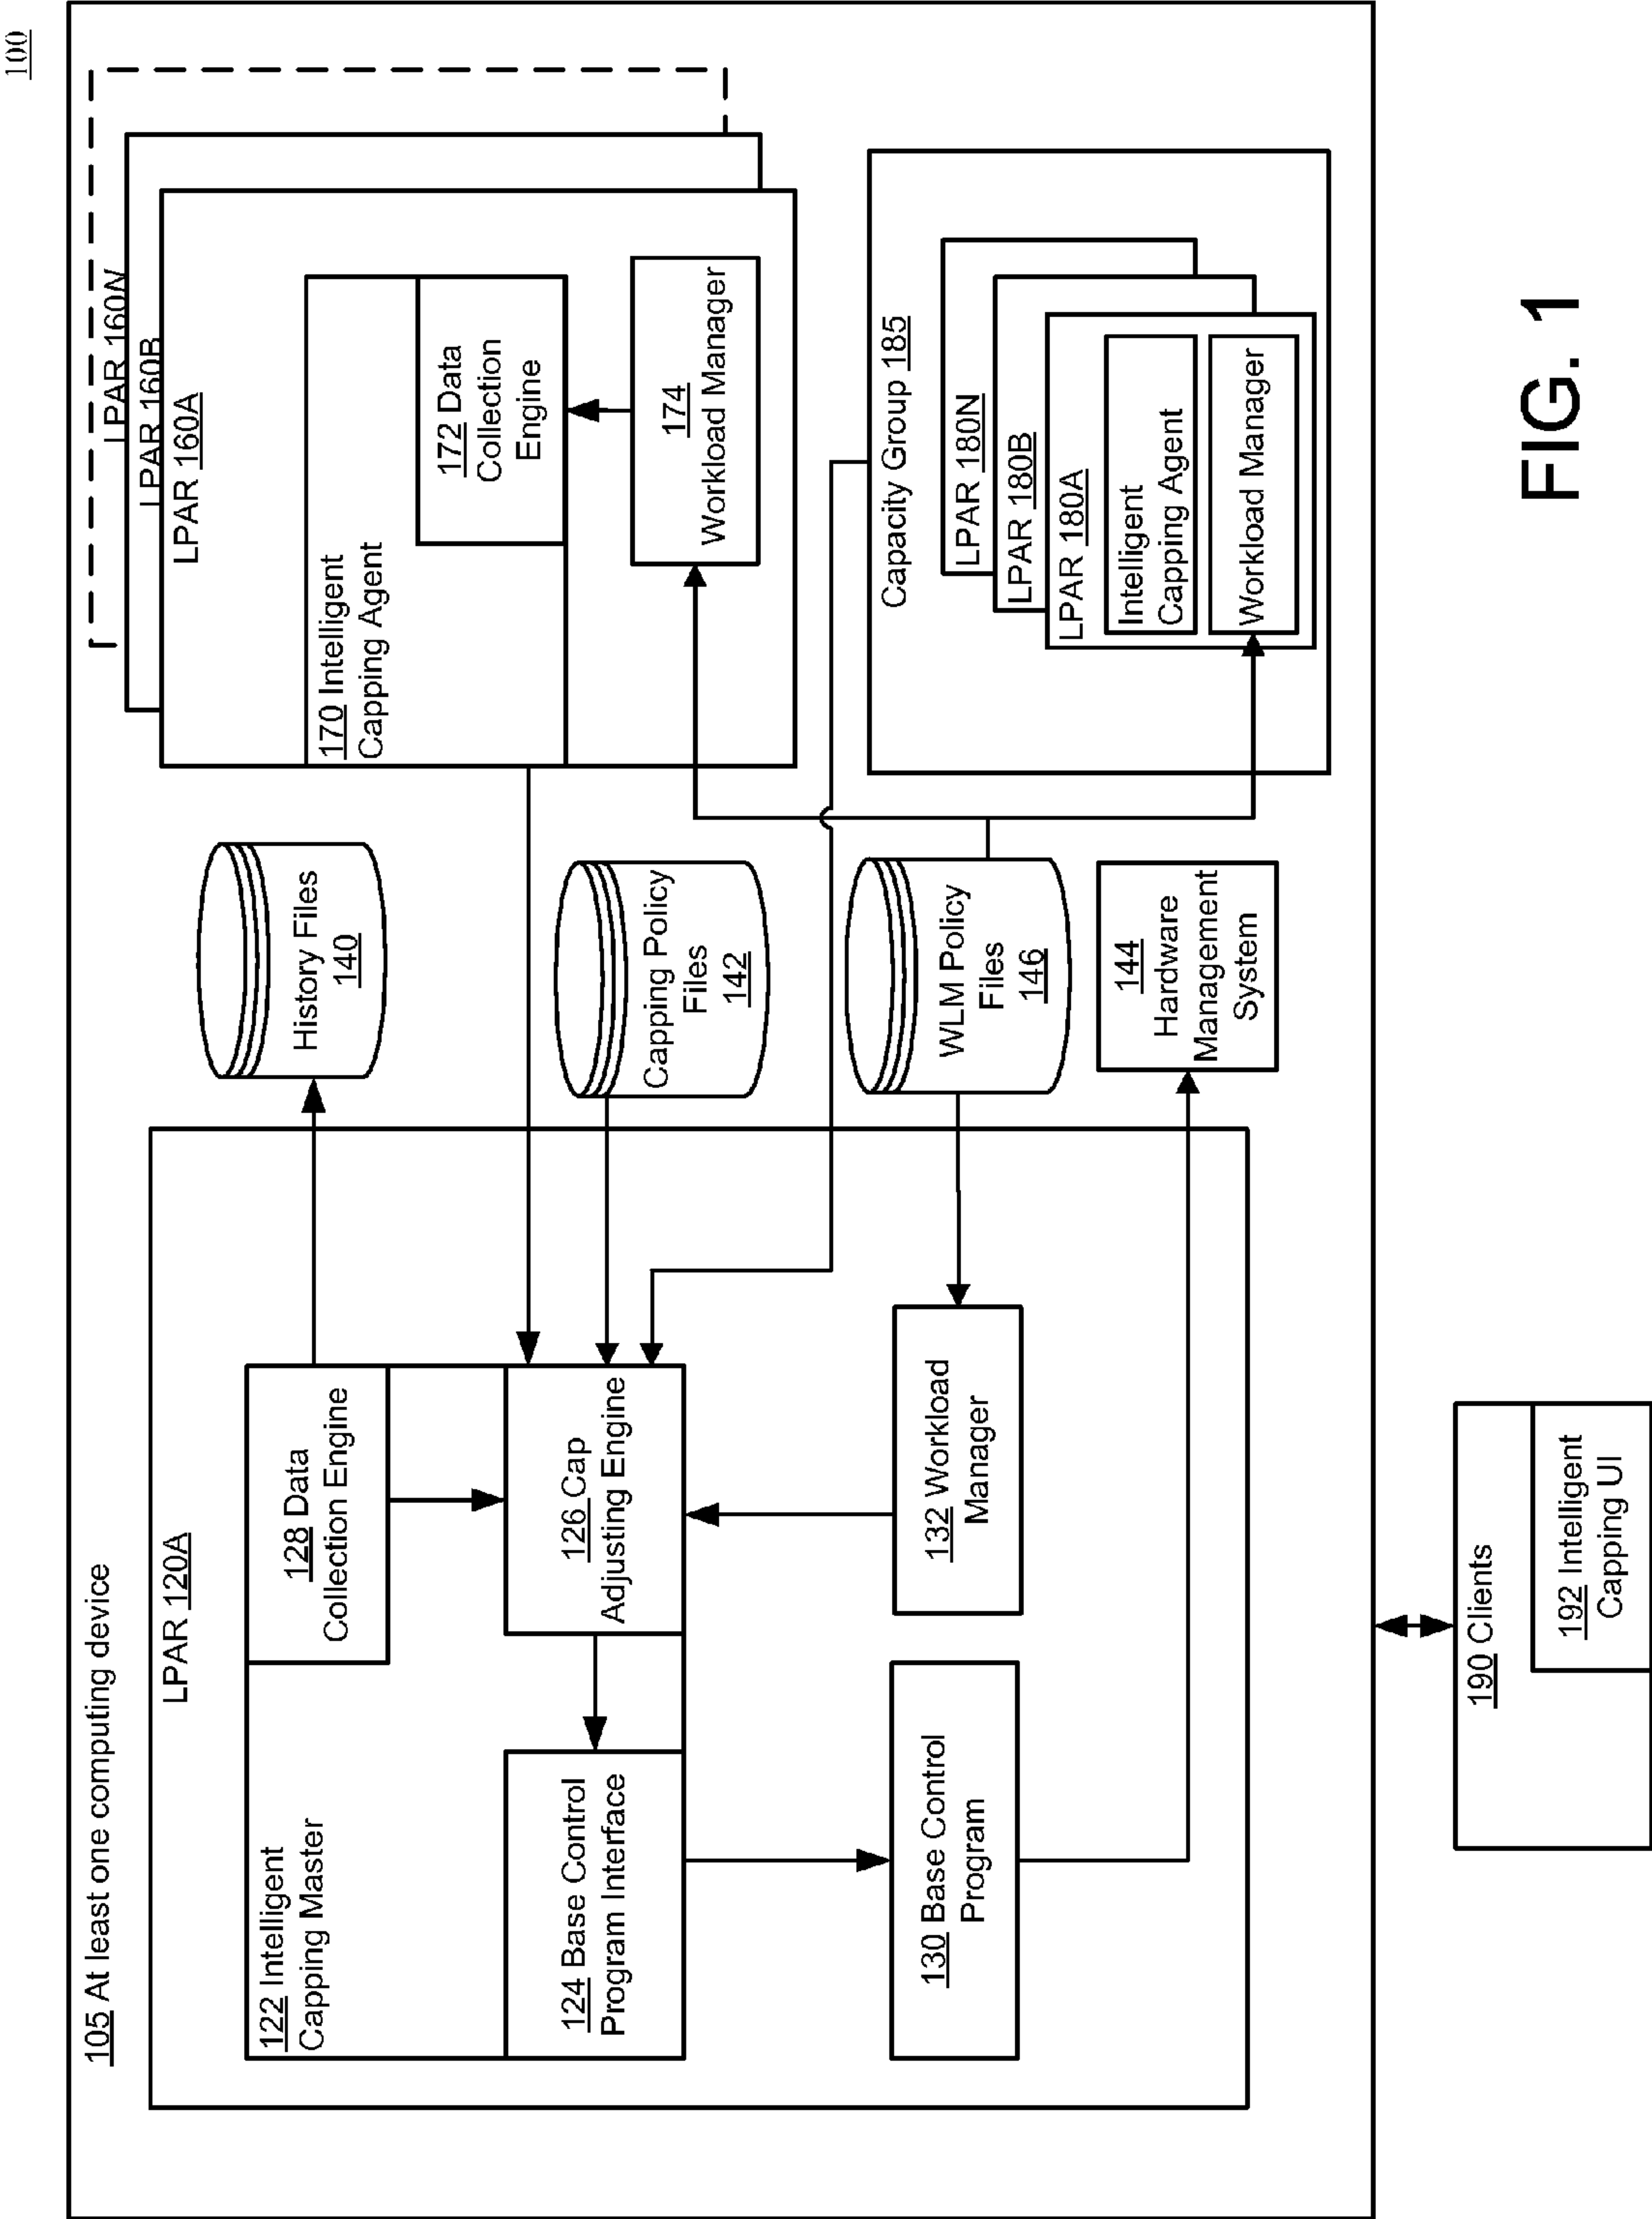 100
105 At least one computing device
LPAR 120A
122 Intelligent
Capping Master
128 Data
Collection Engine
124 Base Control
Program Interface
126 Cap
Adjusting Engine
130 Base Control
Program
132 Workload
Manager
History Files
140
Capping Policy
Files
142
WLM Policy
Files
146
144
Hardware
Management
System
LPAR 160N
LPAR 160B
LPAR 160A
170 Intelligent
Capping Agent
172 Data
Collection
Engine
174
Workload Manager
Capacity Group 185
LPAR 180N
LPAR 180B
LPAR 180A
Intelligent
Capping Agent
Workload Manager
190 Clients
192 Intelligent
Capping UI
FIG. 1